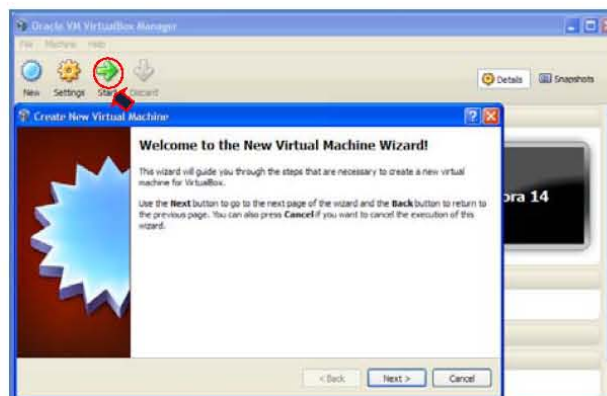 Oracle VM VirtualBox Manager
File Machine Help
New Settings Start Discard
Details Snapshots
Create New Virtual Machine
Welcome to the New Virtual Machine Wizard!
This wizard will guide you through the steps that are necessary to create a new virtual
machine for VirtualBox.
Use the Next button to go to the next page of the wizard and the Back button to return to
the previous page. You can also press Cancel if you want to cancel the execution of this
wizard.
ora 14
< Back Next > Cancel